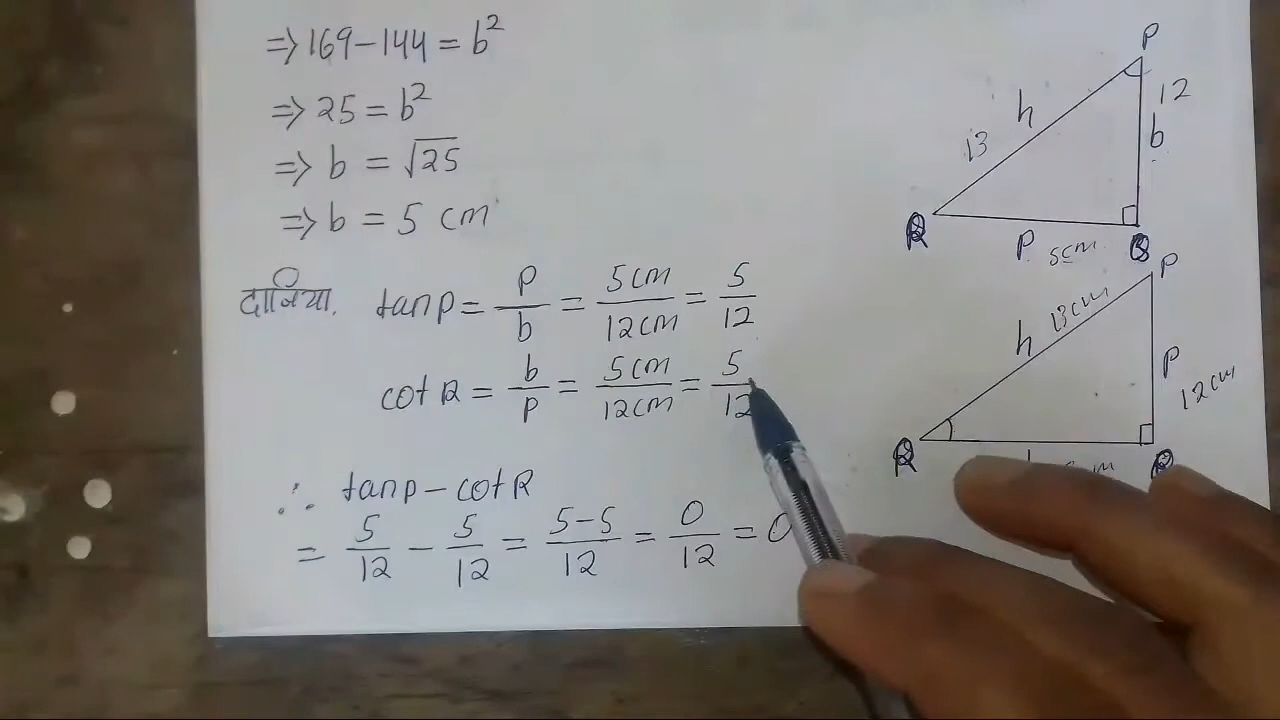 ⇒ 169 - 144 = b²
⇒ 25 = b²
⇒ b = √25
⇒ b = 5 cm
tan P = P/b = 5cm/12cm = 5/12
cot R = b/P = 5cm/12cm = 5/12
∴ tan P - cot R
= 5/12 - 5/12 = 5-5/12 = 0/12 = 0
P
12
h
13
b
R
P
5cm
P
h
13cm
P
12cm
R